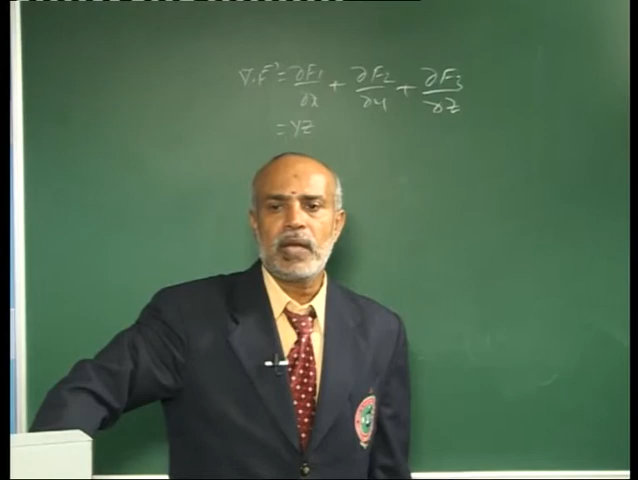 ∇.F⃗ = ∂F₁/∂x + ∂F₂/∂y + ∂F₃/∂z
= yz